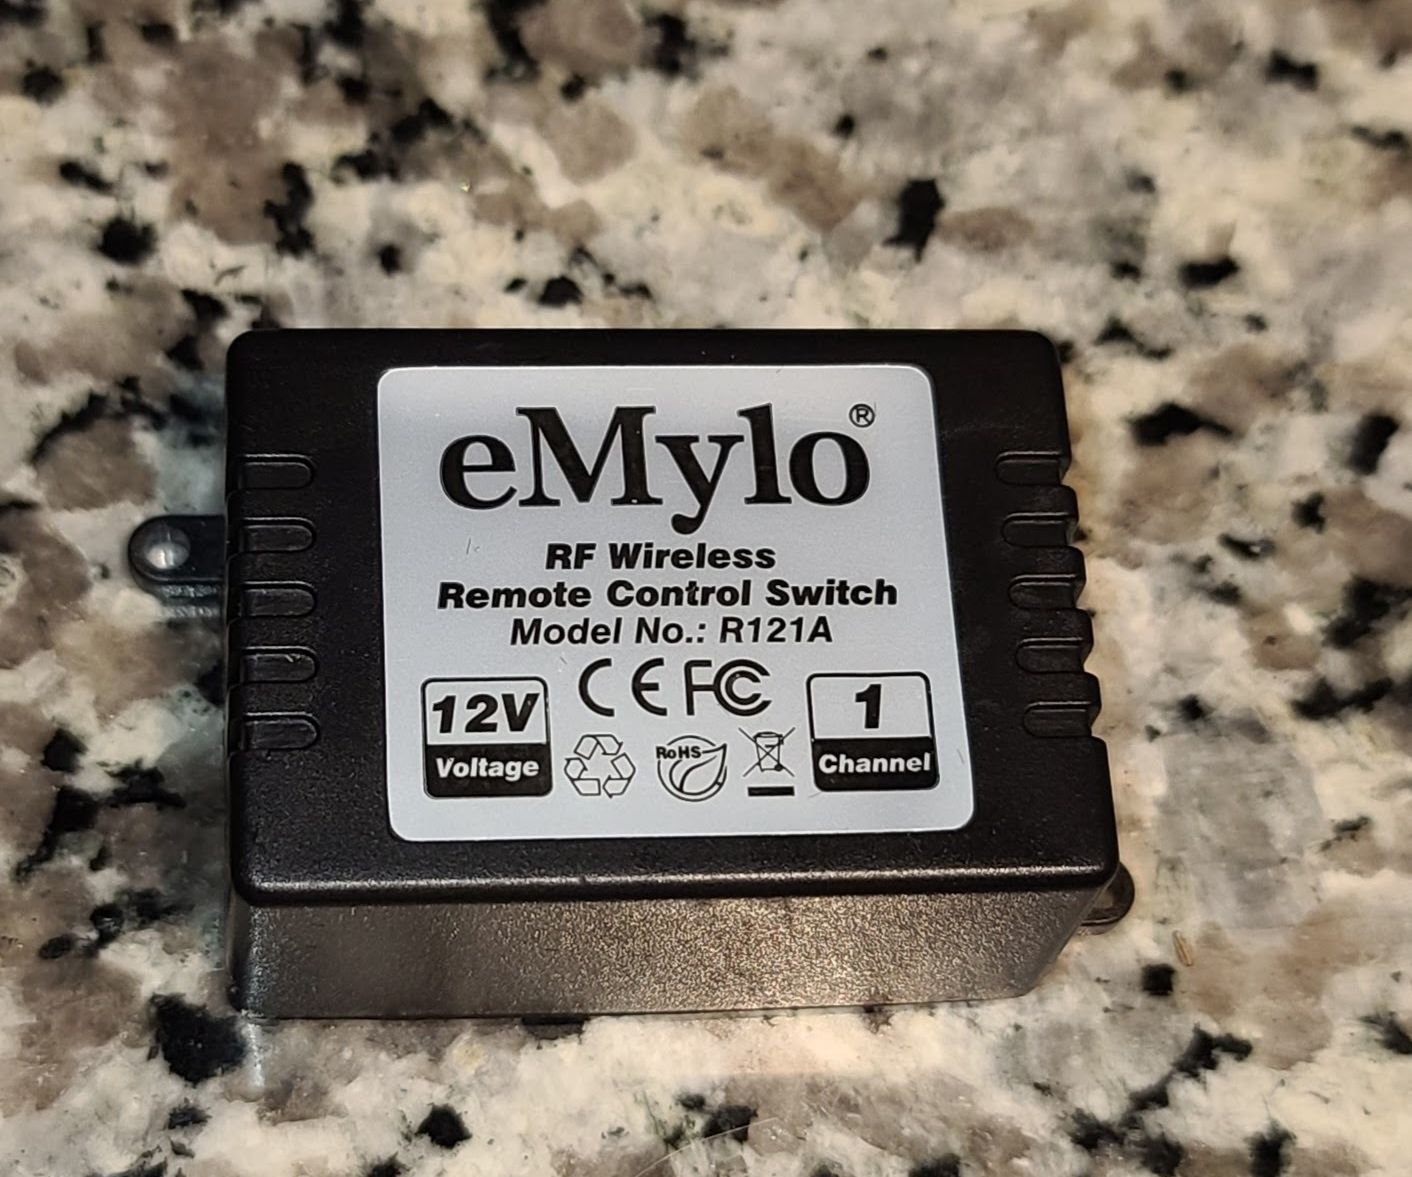 eMylo®
RF Wireless
Remote Control Switch
Model No.: R121A
CE FC
12V
Voltage
RoHS
1
Channel